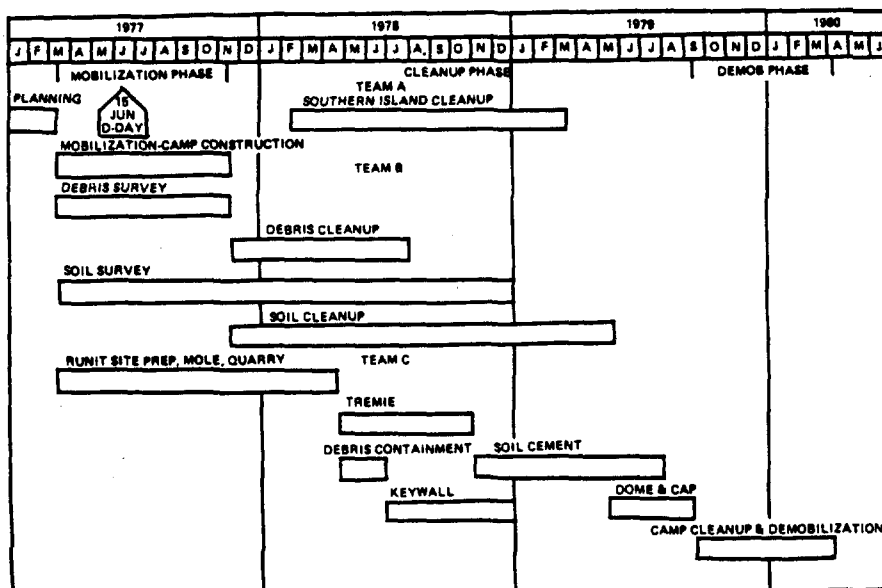 1977 1978 1979 1980
J F M A M J J A S O N D J F M A M J J A S O N D J F M A M J J A S O N D J F M A M J
MOBILIZATION PHASE CLEANUP PHASE DEMOB PHASE
TEAM A
PLANNING SOUTHERN ISLAND CLEANUP
15
JUN
D-DAY
MOBILIZATION-CAMP CONSTRUCTION
TEAM B
DEBRIS SURVEY
DEBRIS CLEANUP
SOIL SURVEY
SOIL CLEANUP
RUNIT SITE PREP, MOLE, QUARRY TEAM C
TREMIE
DEBRIS CONTAINMENT SOIL CEMENT
KEYWALL DOME & CAP
CAMP CLEANUP & DEMOBILIZATION